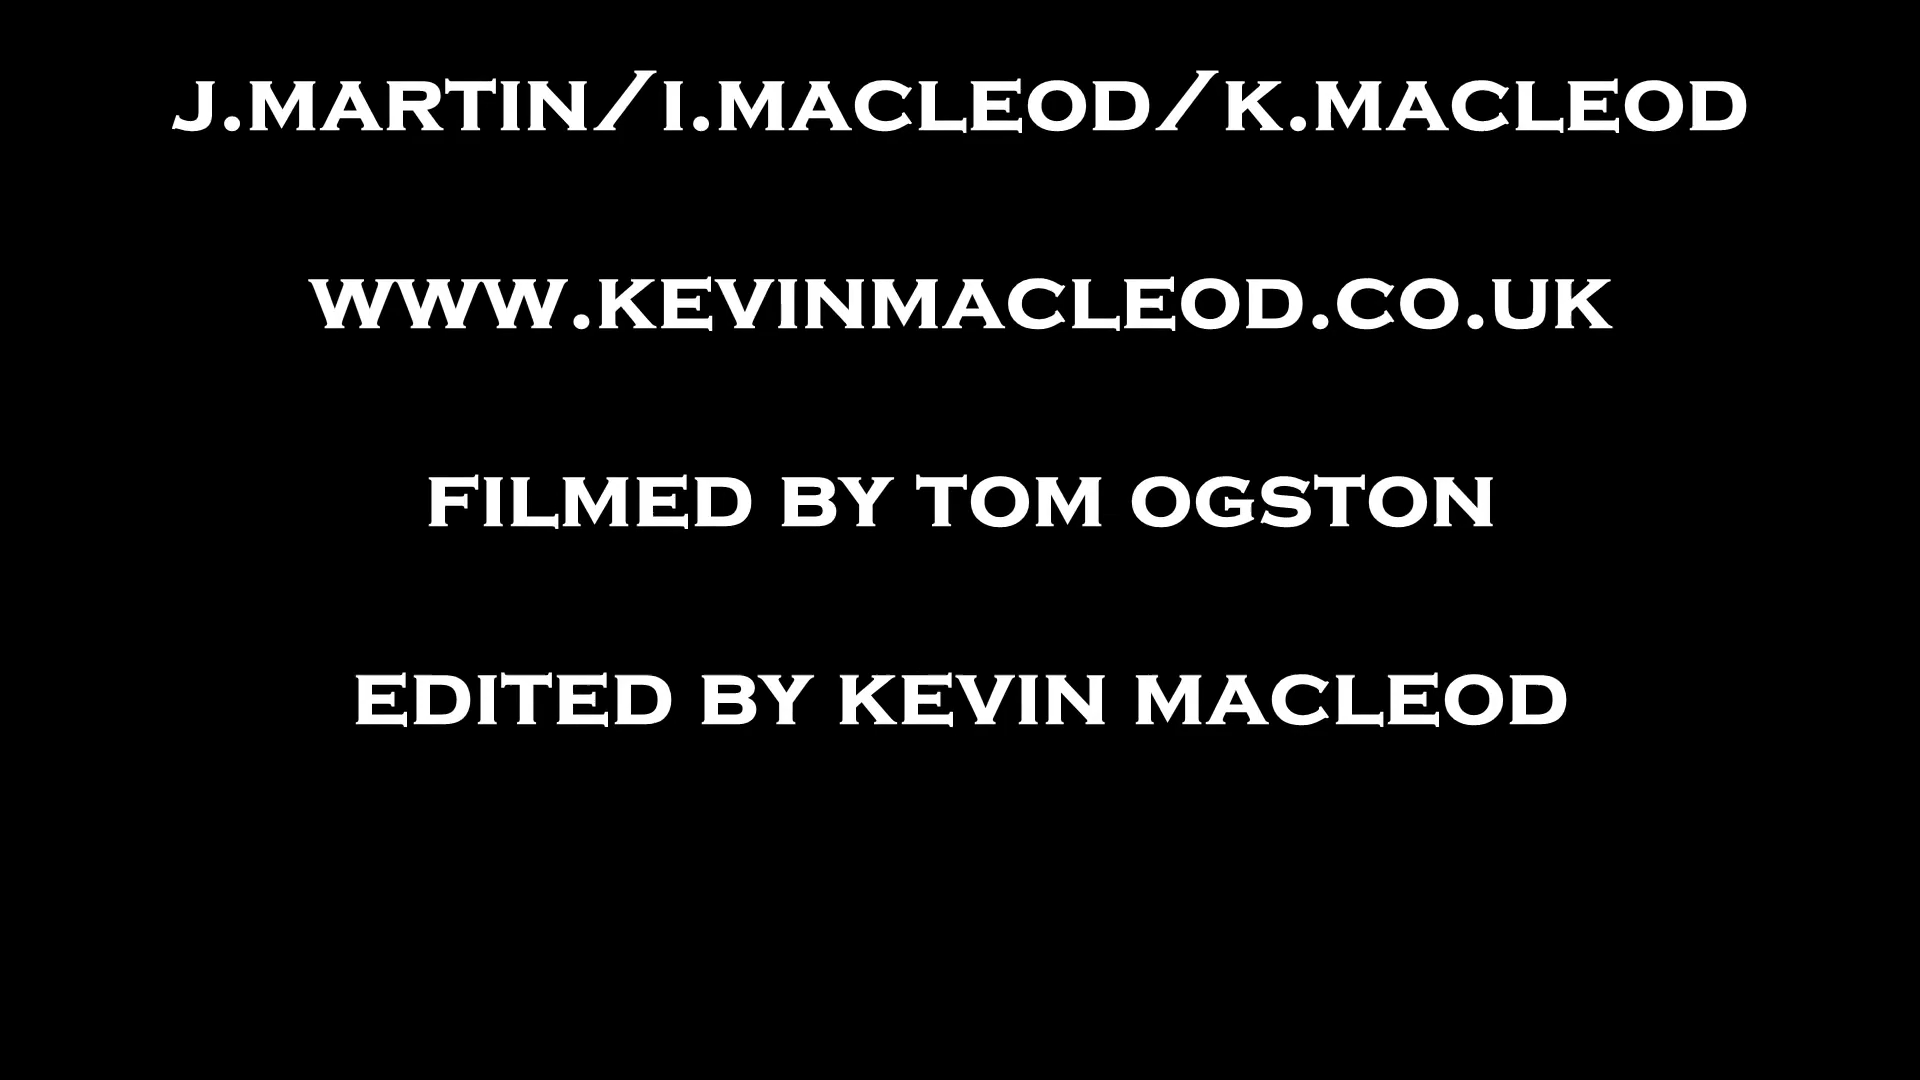 J.MARTIN/I.MACLEOD/K.MACLEOD
WWW.KEVINMACLEOD.CO.UK
FILMED BY TOM OGSTON
EDITED BY KEVIN MACLEOD